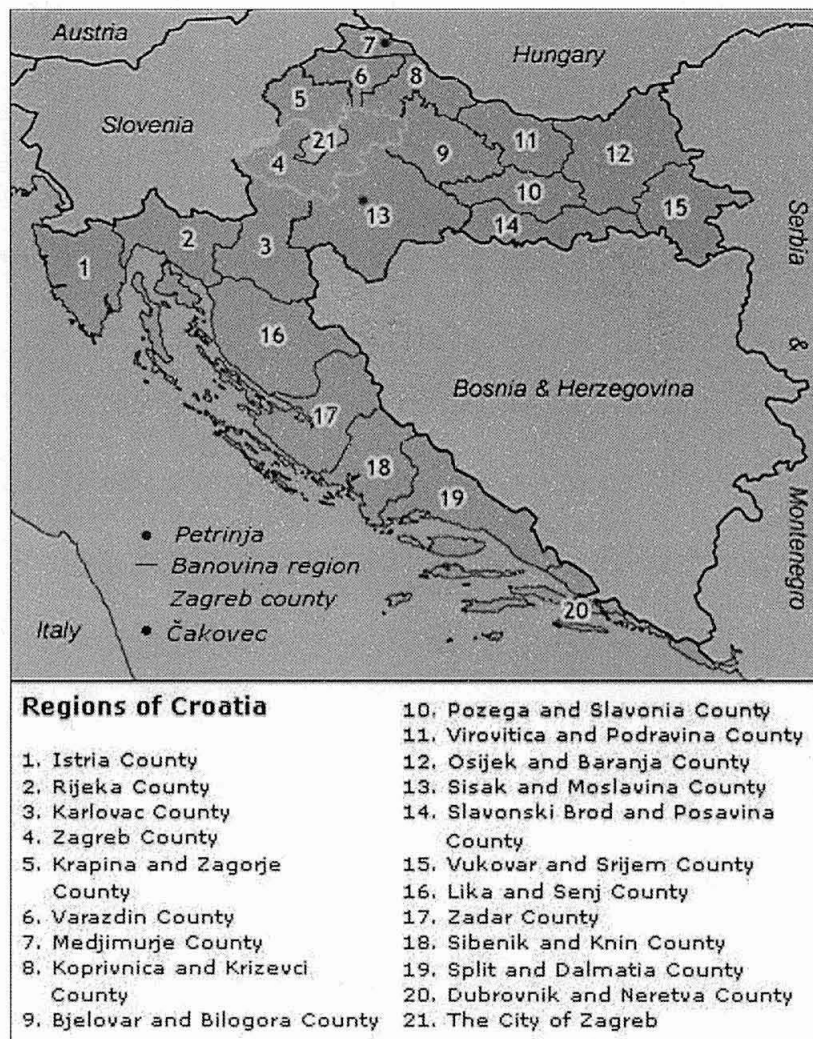 Austria
Hungary
Slovenia
7
6
8
5
21
4
9
11
12
10
13
14
15
Serbia & Montenegro
1
2
3
16
Bosnia & Herzegovina
17
18
19
20
Petrinja
Banovina region
Zagreb county
Čakovec
Italy
Regions of Croatia
1. Istria County
2. Rijeka County
3. Karlovac County
4. Zagreb County
5. Krapina and Zagorje
County
6. Varazdin County
7. Medjimurje County
8. Koprivnica and Krizevci
County
9. Bjelovar and Bilogora County
10. Pozega and Slavonia County
11. Virovitica and Podravina County
12. Osijek and Baranja County
13. Sisak and Moslavina County
14. Slavonski Brod and Posavina
County
15. Vukovar and Srijem County
16. Lika and Senj County
17. Zadar County
18. Sibenik and Knin County
19. Split and Dalmatia County
20. Dubrovnik and Neretva County
21. The City of Zagreb